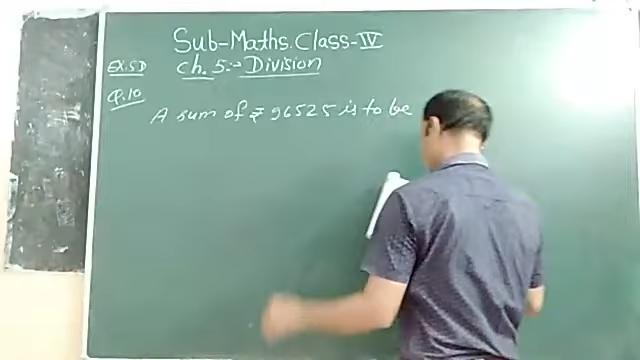 Sub-Maths. Class-IV
Ex.5D Ch. 5:- Division
Q.10
A sum of ₹ 96525 is to be